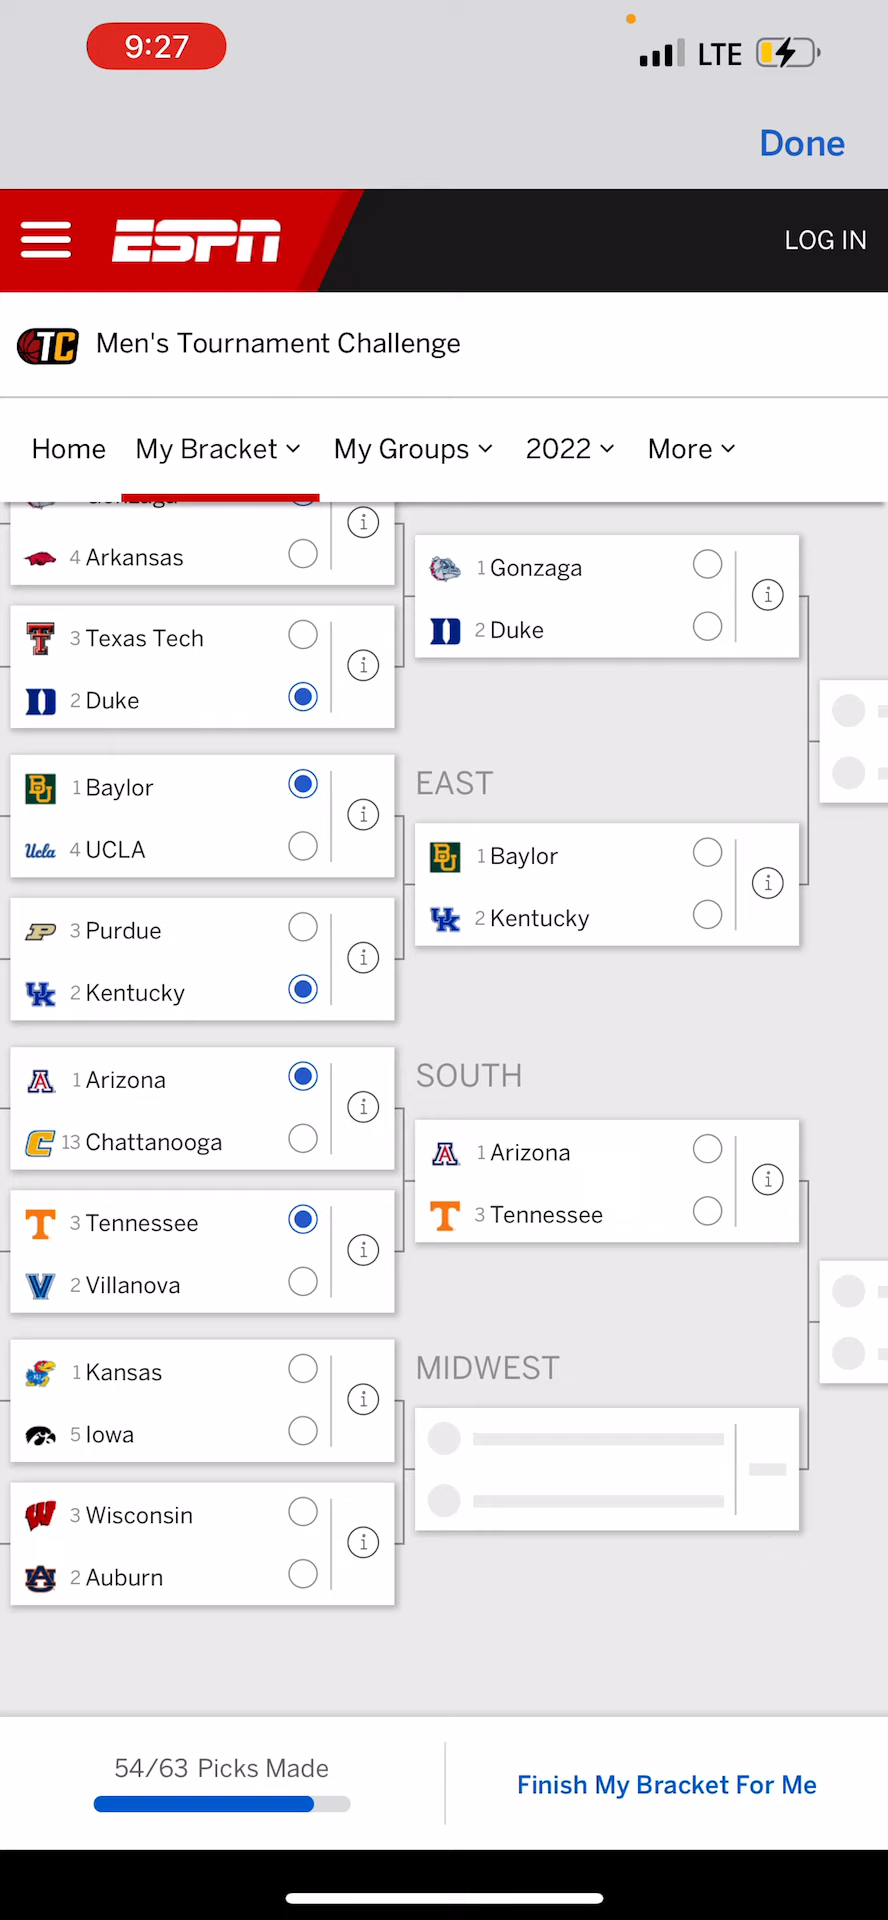 9:27
LTE
Done
ESPN
LOG IN
TC
Men's Tournament Challenge
Home
My Bracket
My Groups
2022
More
4 Arkansas
3 Texas Tech
2 Duke
1 Baylor
4 UCLA
3 Purdue
2 Kentucky
1 Arizona
13 Chattanooga
3 Tennessee
2 Villanova
1 Kansas
5 Iowa
3 Wisconsin
2 Auburn
1 Gonzaga
2 Duke
EAST
1 Baylor
2 Kentucky
SOUTH
1 Arizona
3 Tennessee
MIDWEST
54/63 Picks Made
Finish My Bracket For Me